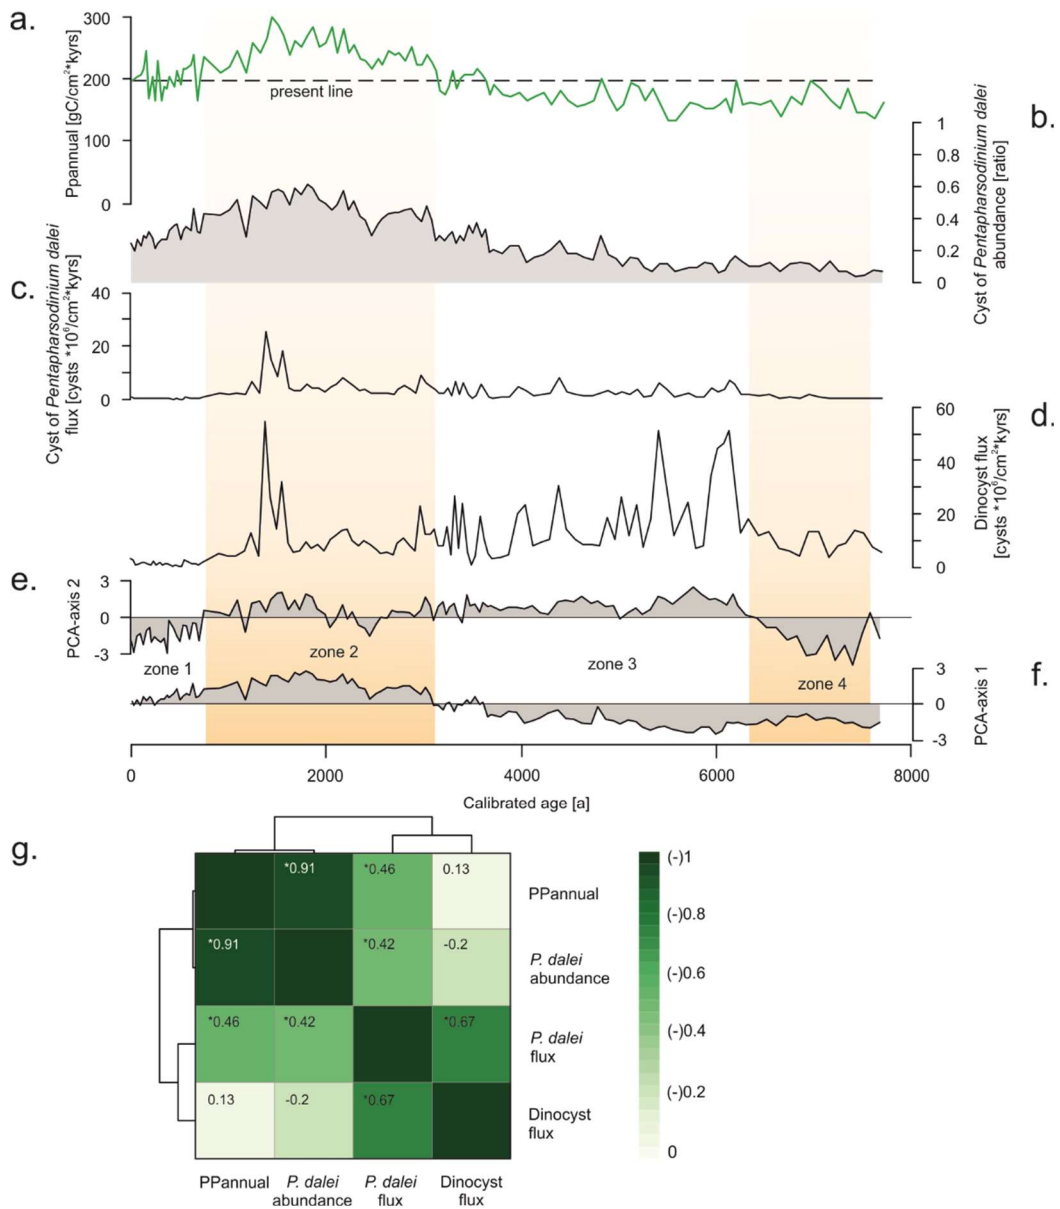 a.
300
200
100
0
Ppannual [gC/cm²*kyrs]
present line
b.
1
0.8
0.6
0.4
0.2
0
Cyst of Pentapharsodinium dalei
abundance [ratio]
c.
40
20
0
Cyst of Pentapharsodinium dalei
flux [cysts *10⁶/cm²*kyrs]
d.
60
40
20
0
Dinocyst flux
[cysts *10⁶/cm²*kyrs]
e.
3
0
-3
PCA-axis 2
zone 1
zone 2
zone 3
zone 4
f.
3
0
-3
PCA-axis 1
0 2000 4000 6000 8000
Calibrated age [a]
g.
*0.91 *0.46 0.13
PPannual
*0.91 *0.42 -0.2
P. dalei
abundance
*0.46 *0.42 *0.67
P. dalei
flux
0.13 -0.2 *0.67
Dinocyst
flux
PPannual P. dalei P. dalei Dinocyst
abundance flux flux
(-)1
(-)0.8
(-)0.6
(-)0.4
(-)0.2
0